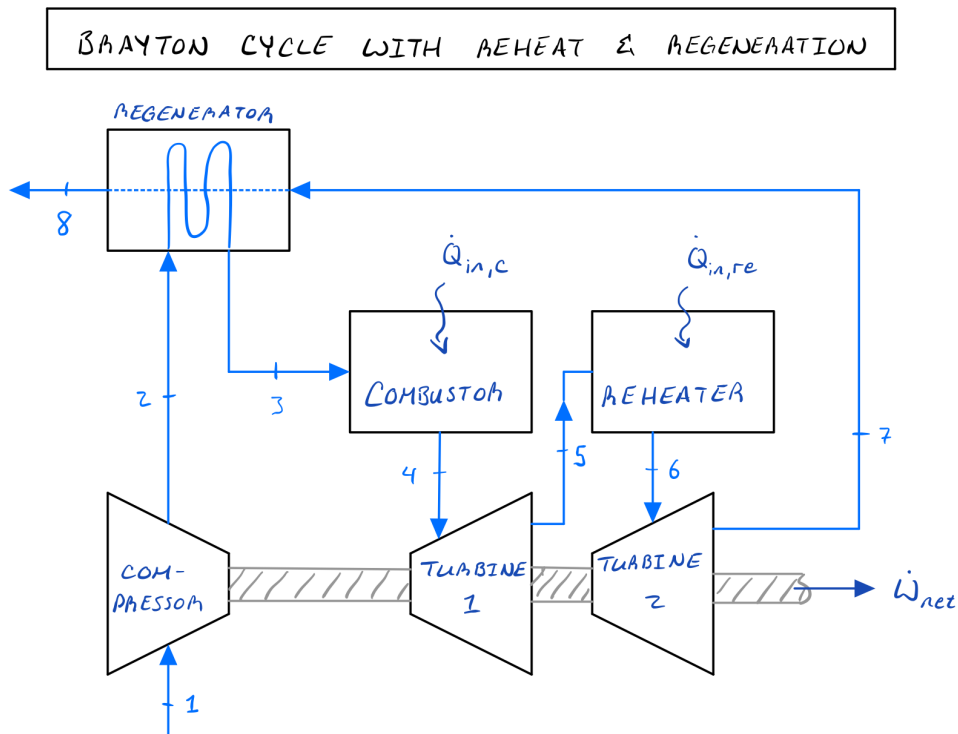 BRAYTON CYCLE WITH REHEAT & REGENERATION
REGENERATOR
8
Q̇in,c
Q̇in,re
2
3
COMBUSTOR
REHEATER
4
5
6
7
COM-
PRESSOR
TURBINE
1
TURBINE
2
Ẇnet
1